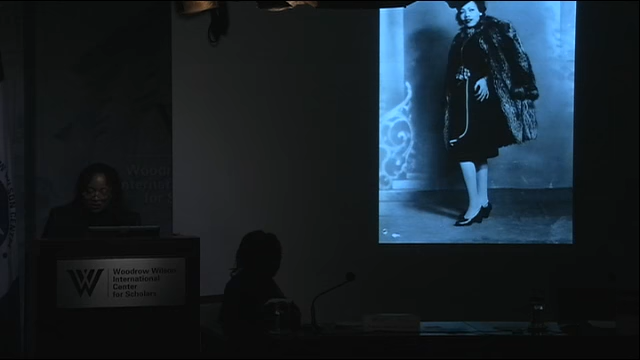 Woodrow Wilson
International
Center
for Scholars